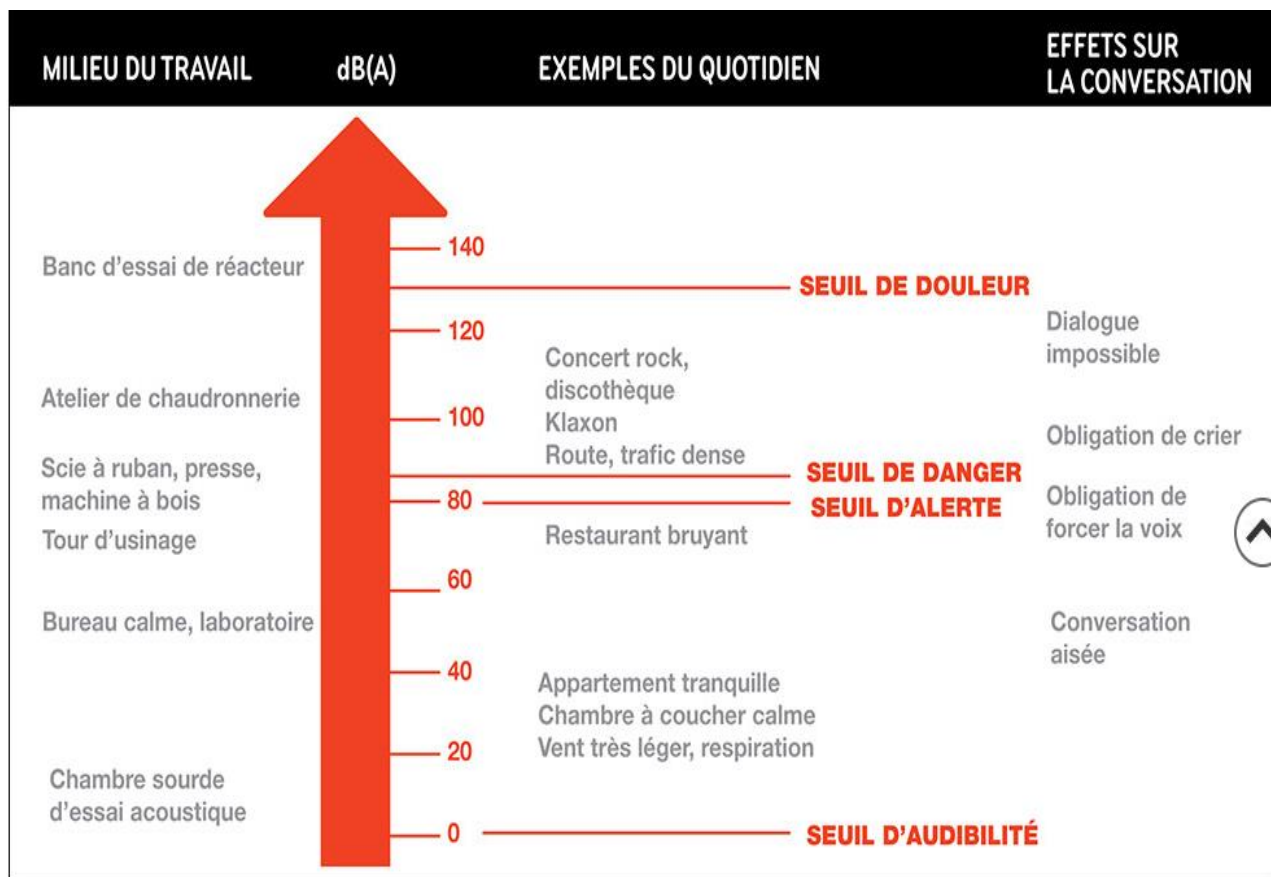 MILIEU DU TRAVAIL
dB(A)
EXEMPLES DU QUOTIDIEN
EFFETS SUR
LA CONVERSATION
Banc d'essai de réacteur
Atelier de chaudronnerie
Scie à ruban, presse,
machine à bois
Tour d'usinage
Bureau calme, laboratoire
Chambre sourde
d'essai acoustique
140
120
100
80
60
40
20
0
SEUIL DE DOULEUR
Concert rock,
discothèque
Klaxon
Route, trafic dense
SEUIL DE DANGER
SEUIL D'ALERTE
Restaurant bruyant
Appartement tranquille
Chambre à coucher calme
Vent très léger, respiration
SEUIL D'AUDIBILITÉ
Dialogue
impossible
Obligation de crier
Obligation de
forcer la voix
Conversation
aisée